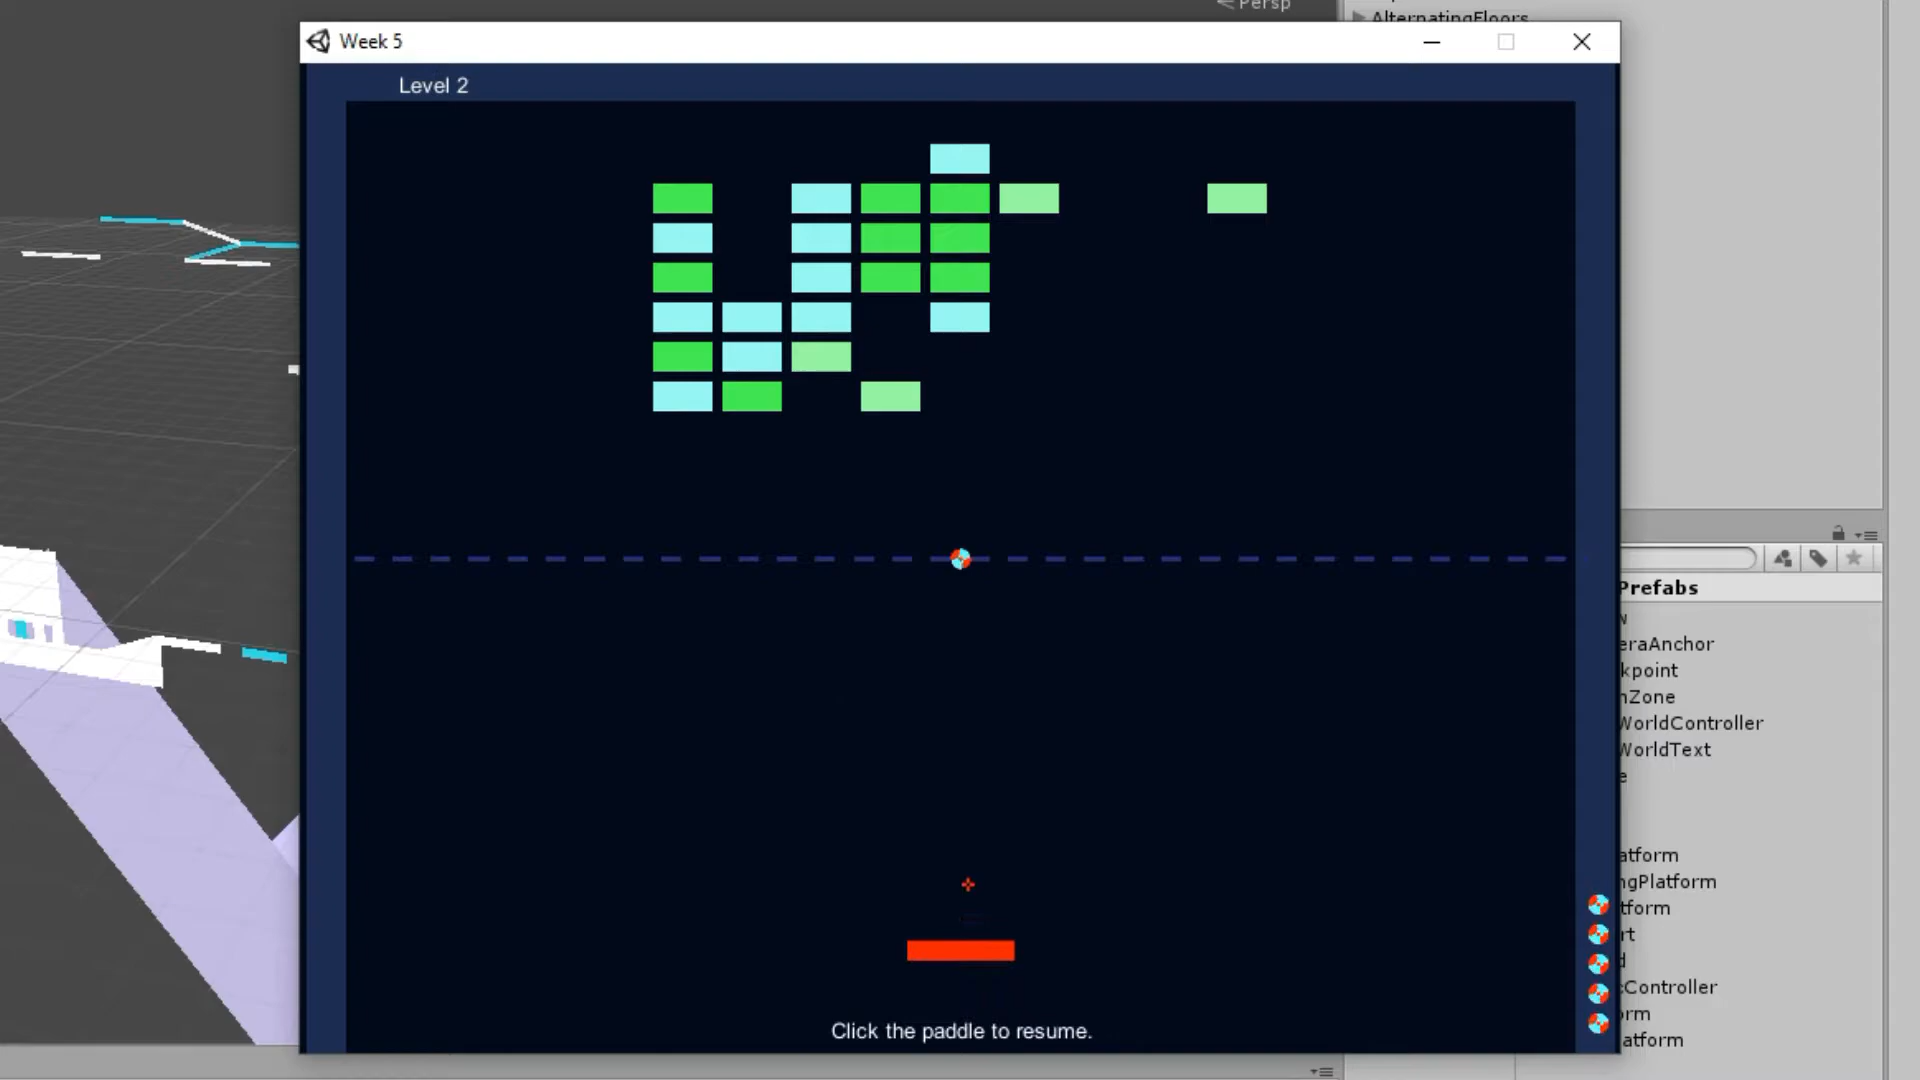 Persp
AlternatingFloors
Week 5
Level 2
Prefabs
eraAnchor
kpoint
nZone
WorldController
WorldText
e
atform
ngPlatform
tform
rt
d
cController
orm
atform
Click the paddle to resume.